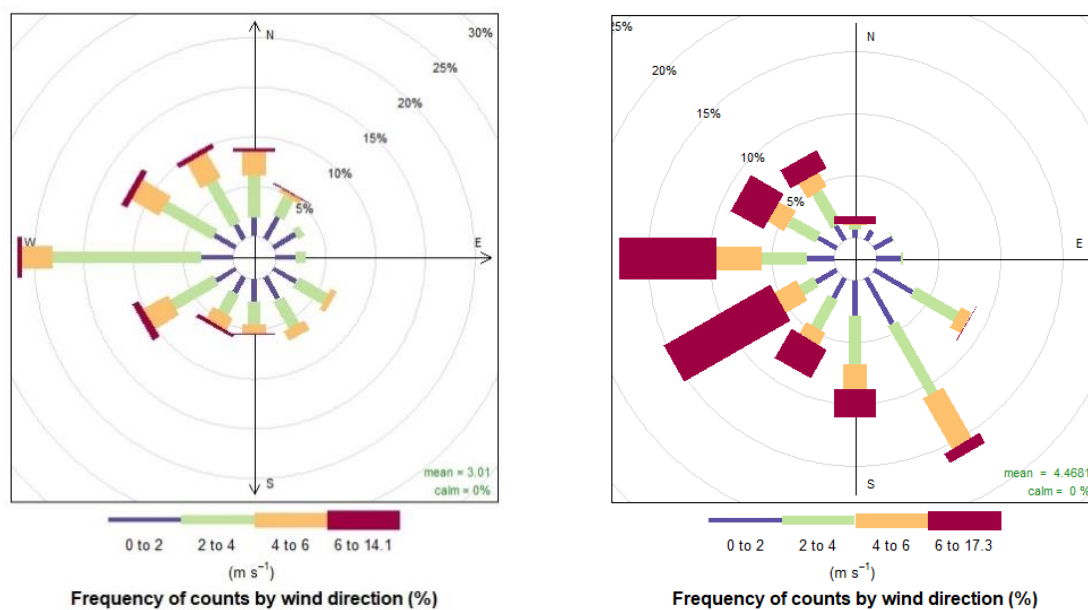 N
30%
25%
20%
15%
10%
5%
W
E
S
mean = 3.01
calm = 0%
0 to 2 2 to 4 4 to 6 6 to 14.1
(m s⁻¹)
Frequency of counts by wind direction (%)
25%
N
20%
15%
10%
5%
E
S
mean = 4.4681
calm = 0 %
0 to 2 2 to 4 4 to 6 6 to 17.3
(m s⁻¹)
Frequency of counts by wind direction (%)